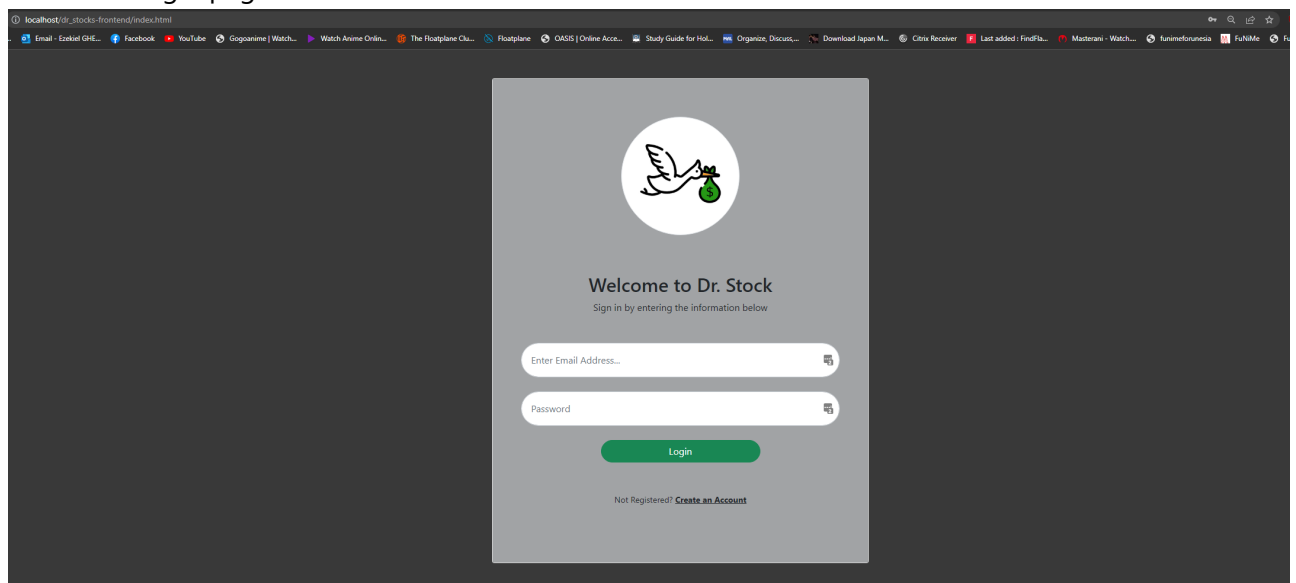 localhost/dr_stocks-frontend/index.html
Email - Ezekiel GHE... Facebook YouTube Gogoanime | Watch... Watch Anime Onlin... The Floatplane Clu... Floatplane OASIS | Online Acce... Study Guide for Hol... Organize, Discuss,... Download Japan M... Citrix Receiver Last added : FindFla... Masterani - Watch... funimeforunesia FuNiMe Fu
$
Welcome to Dr. Stock
Sign in by entering the information below
Enter Email Address...
Password
Login
Not Registered? Create an Account